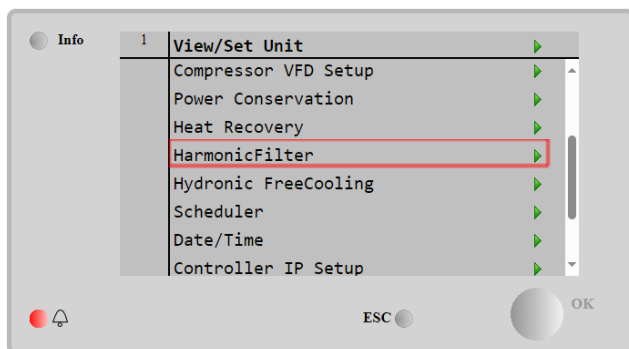 Info
1 View/Set Unit
Compressor VFD Setup
Power Conservation
Heat Recovery
HarmonicFilter
Hydronic FreeCooling
Scheduler
Date/Time
Controller IP Setup
ESC
OK